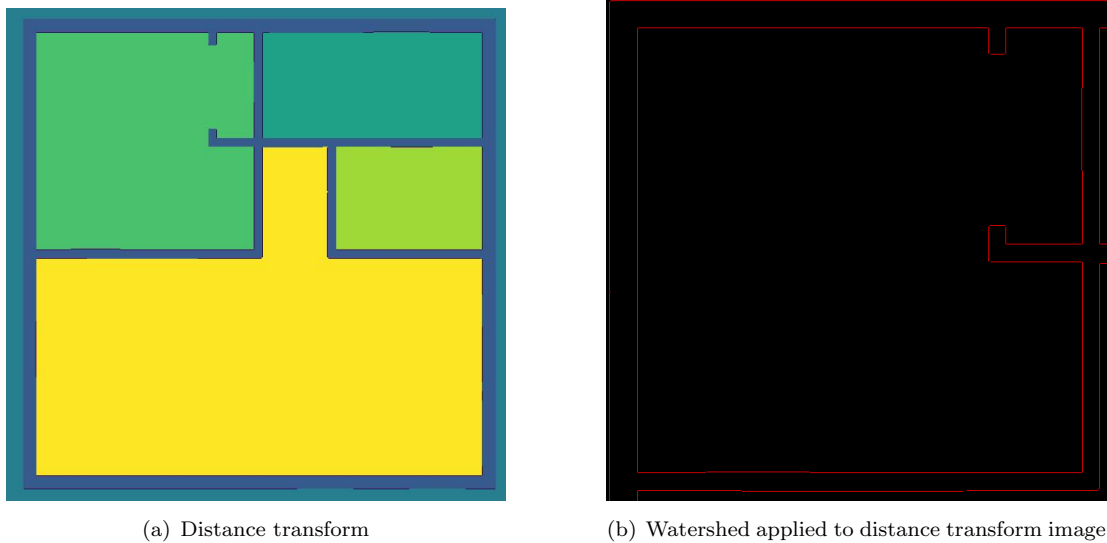 (a) Distance transform
(b) Watershed applied to distance transform image